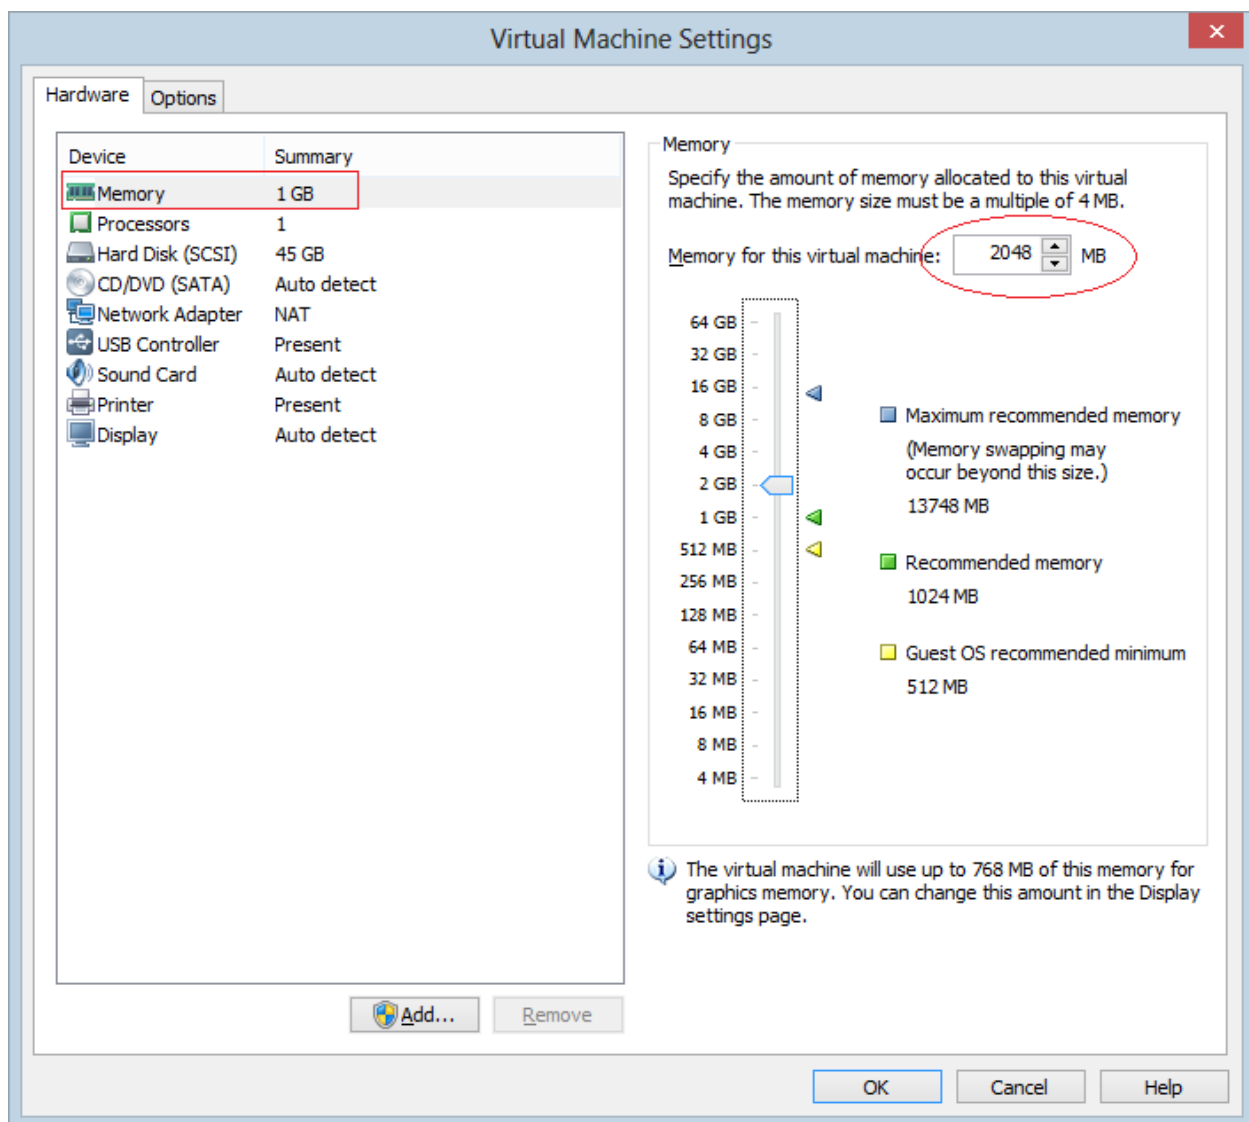 Virtual Machine Settings
Hardware
Options
Device Summary
Memory 1 GB
Processors 1
Hard Disk (SCSI) 45 GB
CD/DVD (SATA) Auto detect
Network Adapter NAT
USB Controller Present
Sound Card Auto detect
Printer Present
Display Auto detect
Add...
Remove
Memory
Specify the amount of memory allocated to this virtual
machine. The memory size must be a multiple of 4 MB.
Memory for this virtual machine: 2048 MB
64 GB
32 GB
16 GB
8 GB
4 GB
2 GB
1 GB
512 MB
256 MB
128 MB
64 MB
32 MB
16 MB
8 MB
4 MB
Maximum recommended memory
(Memory swapping may
occur beyond this size.)
13748 MB
Recommended memory
1024 MB
Guest OS recommended minimum
512 MB
The virtual machine will use up to 768 MB of this memory for
graphics memory. You can change this amount in the Display
settings page.
OK
Cancel
Help